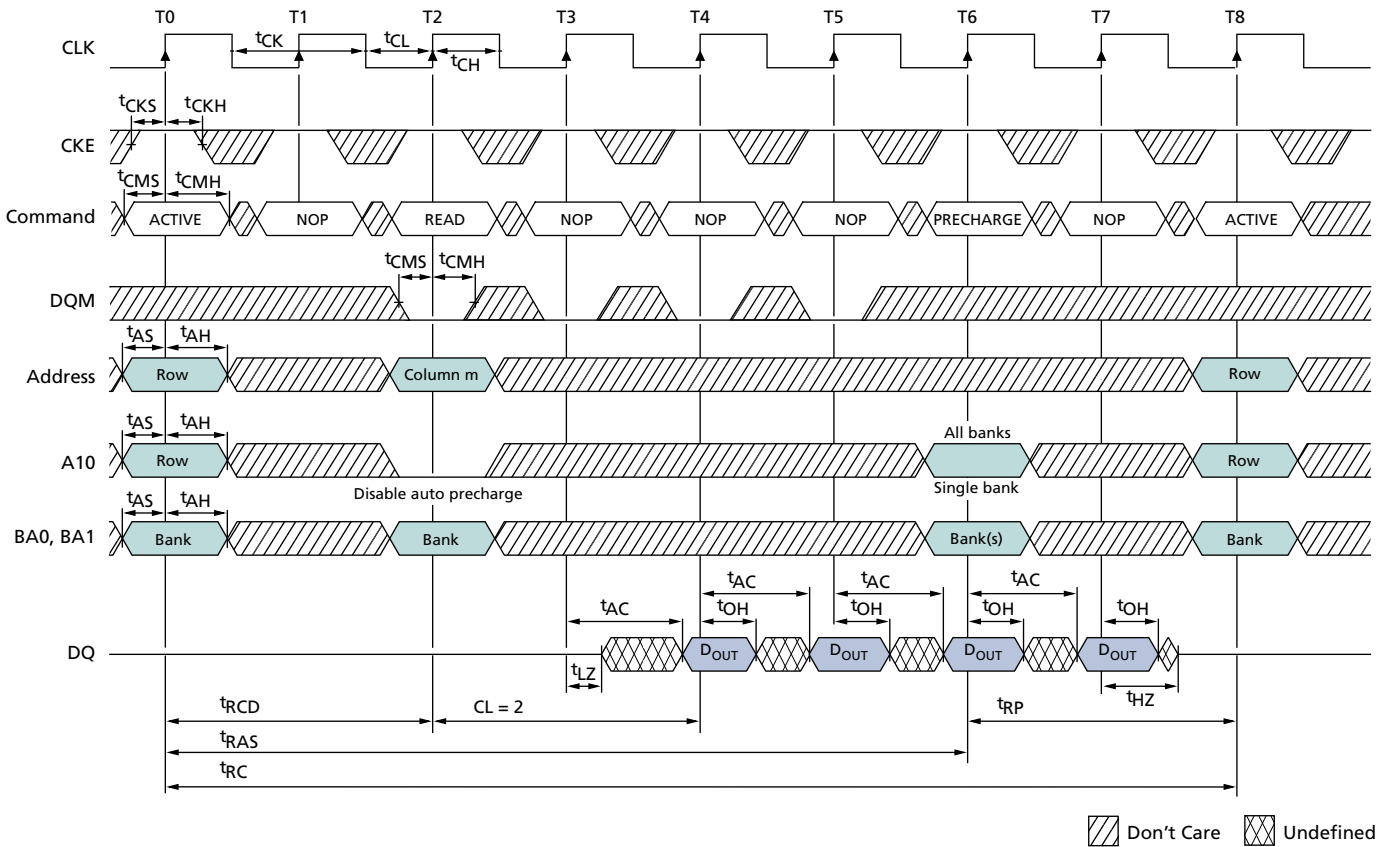 T0 T1 T2 T3 T4 T5 T6 T7 T8
CLK
tCK tCL tCH
tCKS tCKH
CKE
tCMS tCMH
Command ACTIVE NOP READ NOP NOP NOP PRECHARGE NOP ACTIVE
tCMS tCMH
DQM
tAS tAH
Address Row Column m Row
tAS tAH All banks
A10 Row Row
Disable auto precharge Single bank
tAS tAH
BA0, BA1 Bank Bank Bank(s) Bank
tAC tAC tAC tAC
tOH tOH tOH tOH
DQ DOUT DOUT DOUT DOUT
tLZ tHZ
tRCD CL = 2 tRP
tRAS
tRC
Don't Care Undefined